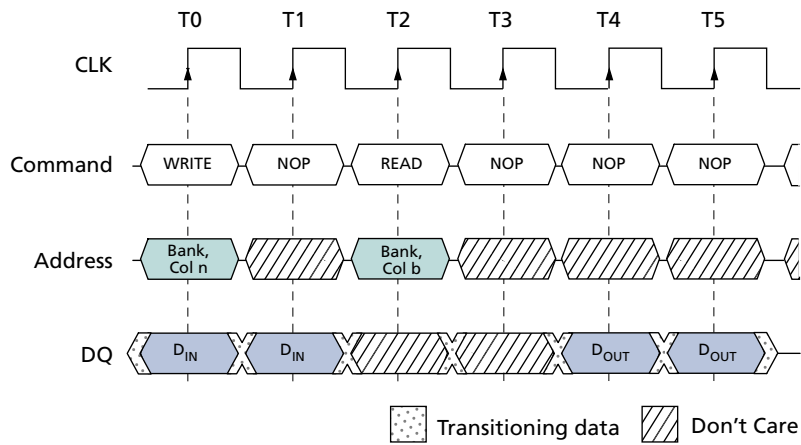 T0 T1 T2 T3 T4 T5
CLK
Command WRITE NOP READ NOP NOP NOP
Address Bank, Col n Bank, Col b
DQ DIN DIN DOUT DOUT
Transitioning data Don't Care